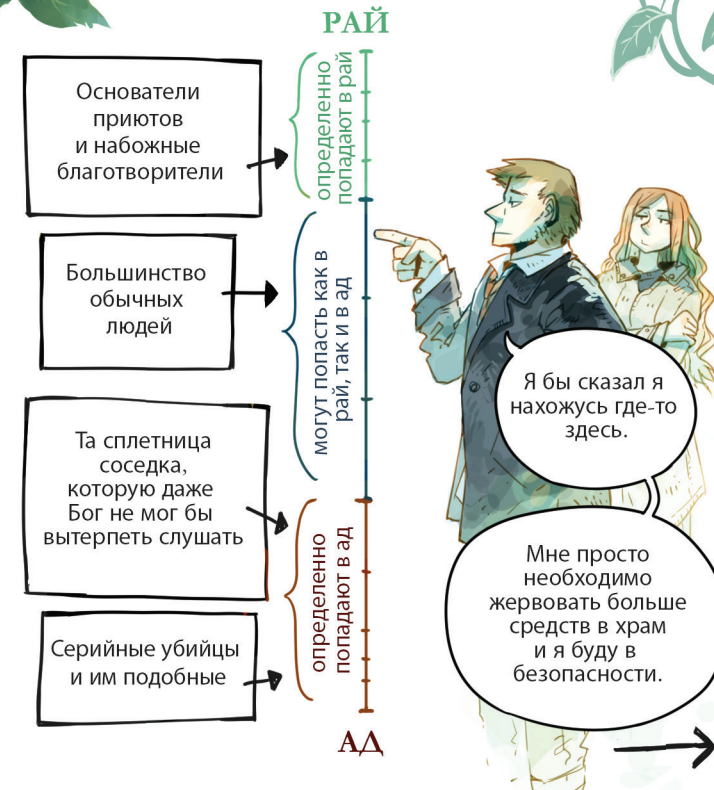 РАЙ
Основатели
приютов
и набожные
благотворители
определенно
попадают в рай
Большинство
обычных
людей
могут попасть как в
рай, так и в ад
Я бы сказал я
нахожусь где-то
здесь.
Та сплетница
соседка,
которую даже
Бог не мог бы
вытерпеть слушать
определенно
попадают в ад
Мне просто
необходимо
жервовать больше
средств в храм
и я буду в
безопасности.
Серийные убийцы
и им подобные
АД